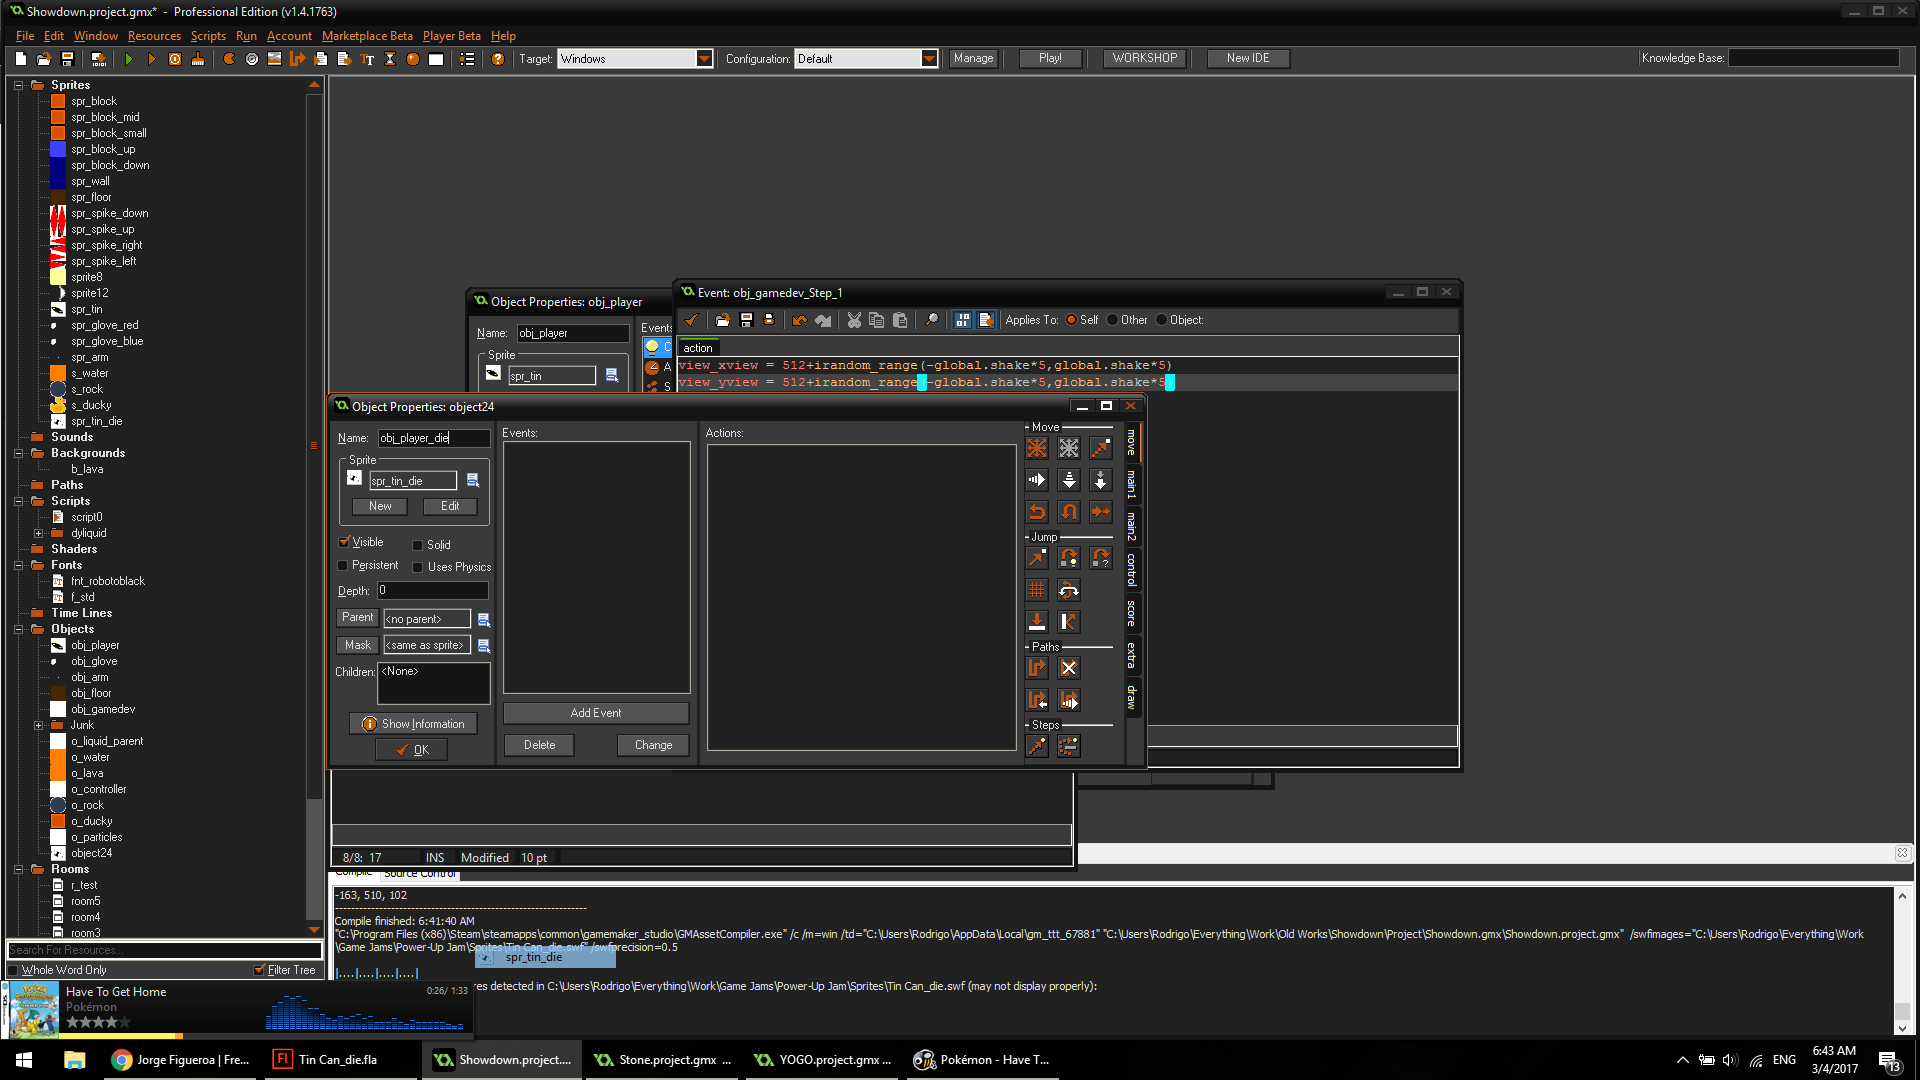 Showdown.project.gmx*  -  Professional Edition (v1.4.1763)
File Edit Window Resources Scripts Run Account Marketplace Beta Player Beta Help
Target: Windows Configuration: Default Manage Play! WORKSHOP New IDE Knowledge Base:
Sprites
spr_block
spr_block_mid
spr_block_small
spr_block_up
spr_block_down
spr_wall
spr_floor
spr_spike_down
spr_spike_up
spr_spike_right
spr_spike_left
sprite8
sprite12
spr_tin
spr_glove_red
spr_glove_blue
spr_arm
s_water
s_rock
s_ducky
spr_tin_die
Sounds
Backgrounds
b_lava
Paths
Scripts
script0
dyliquid
Shaders
Fonts
fnt_robotoblack
f_std
Time Lines
Objects
obj_player
obj_glove
obj_arm
obj_floor
obj_gamedev
Junk
o_liquid_parent
o_water
o_lava
o_controller
o_rock
o_ducky
o_particles
object24
Rooms
r_test
room5
room4
room3
Search For Resources...
Whole Word Only Filter Tree
Object Properties: obj_player
Name: obj_player
Events
Sprite
spr_tin
C
A
S
Event: obj_gamedev_Step_1
Applies To: Self Other Object:
action
view_xview = 512+irandom_range(-global.shake*5,global.shake*5)
view_yview = 512+irandom_range(-global.shake*5,global.shake*5)
Object Properties: object24
Name: obj_player_die
Sprite
spr_tin_die
New Edit
Visible Solid
Persistent Uses Physics
Depth: 0
Parent <no parent>
Mask <same as sprite>
Children: <None>
Show Information
OK
Events:
Add Event
Delete Change
Actions:
Move
Jump
Paths
Steps
move
main1
main2
control
score
extra
draw
8/8: 17 INS Modified 10 pt
Compile Source Control
-163, 510, 102
Compile finished: 6:41:40 AM
"C:\Program Files (x86)\Steam\steamapps\common\gamemaker_studio\GMAssetCompiler.exe" /c /m=win /td="C:\Users\Rodrigo\AppData\Local\gm_ttt_67881" "C:\Users\Rodrigo\Everything\Work\Old Works\Showdown\Project\Showdown.gmx\Showdown.project.gmx" /swfimages="C:\Users\Rodrigo\Everything\Work
\Game Jams\Power-Up Jam\Sprites\Tin Can_die.swf" /swfprecision=0.5
spr_tin_die
|....|....|....|....|
res detected in C:\Users\Rodrigo\Everything\Work\Game Jams\Power-Up Jam\Sprites\Tin Can_die.swf (may not display properly):
Have To Get Home 0:26/ 1:33
Pokémon
Jorge Figueroa | Fre...
Tin Can_die.fla
Showdown.project....
Stone.project.gmx ...
YOGO.project.gmx ...
Pokémon - Have T...
ENG
6:43 AM
3/4/2017
13